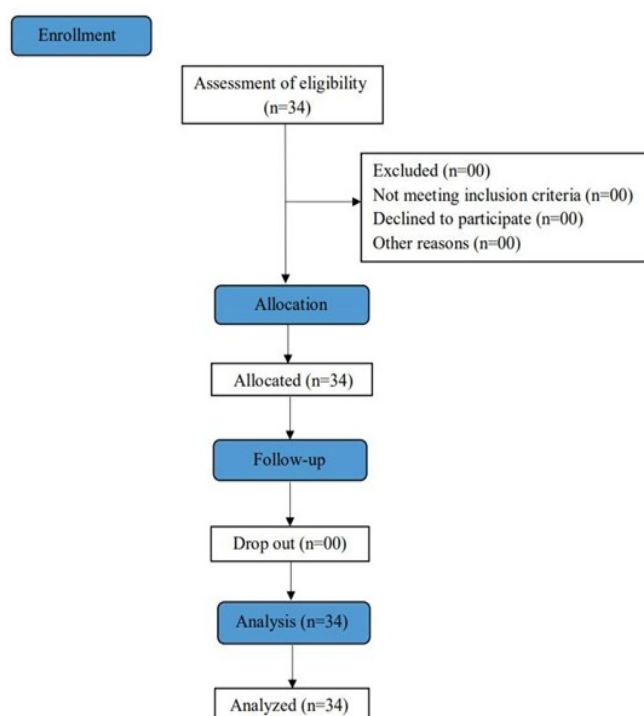 Enrollment
Assessment of eligibility
(n=34)
Excluded (n=00)
Not meeting inclusion criteria (n=00)
Declined to participate (n=00)
Other reasons (n=00)
Allocation
Allocated (n=34)
Follow-up
Drop out (n=00)
Analysis (n=34)
Analyzed (n=34)